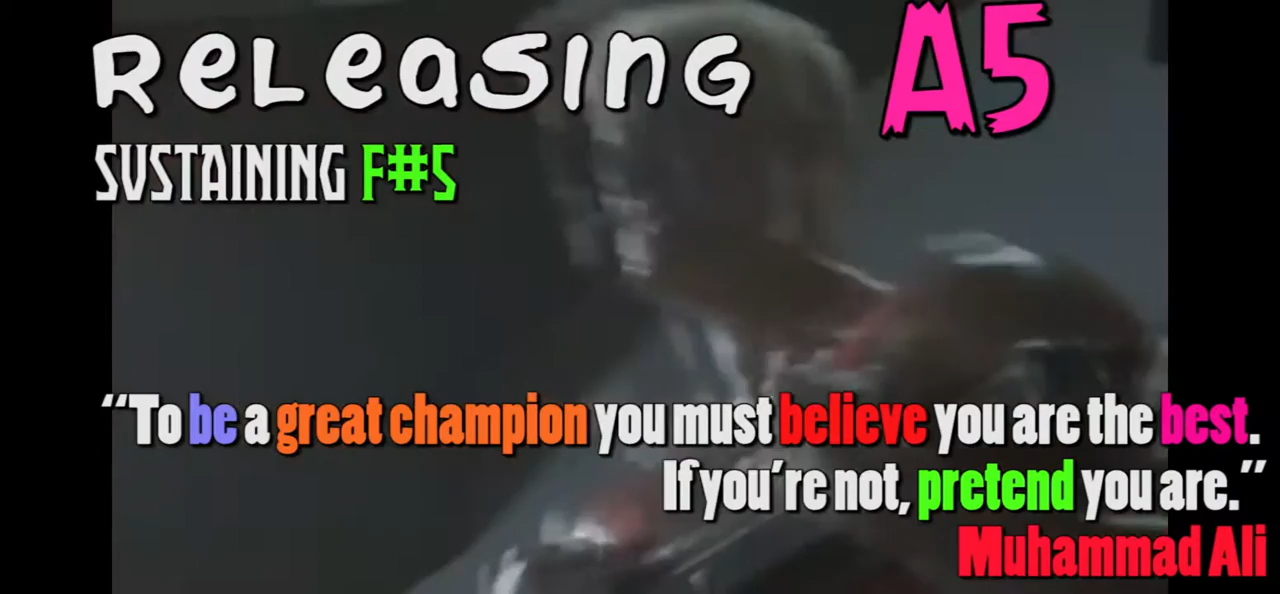 ReLeaSING A5
SUSTAINING F#5
“To be a great champion you must believe you are the best.
If you're not, pretend you are.”
Muhammad Ali